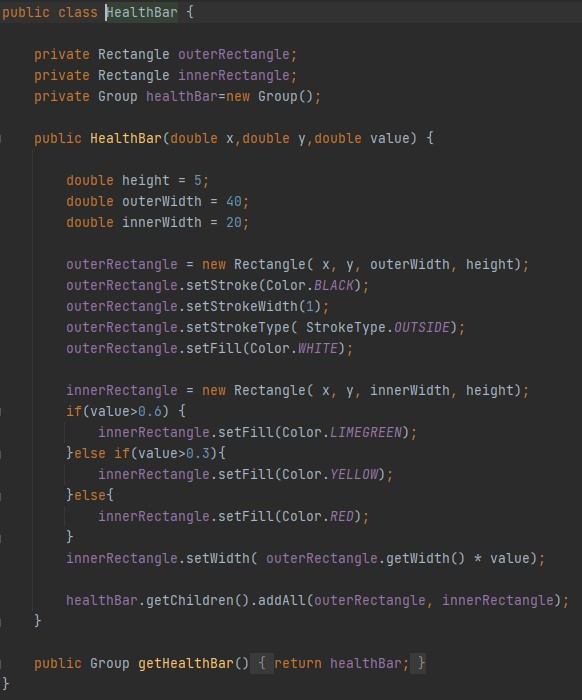 public class HealthBar {
private Rectangle outerRectangle;
private Rectangle innerRectangle;
private Group healthBar=new Group();
public HealthBar(double x,double y,double value) {
double height = 5;
double outerWidth = 40;
double innerWidth = 20;
outerRectangle = new Rectangle( x, y, outerWidth, height);
outerRectangle.setStroke(Color.BLACK);
outerRectangle.setStrokeWidth(1);
outerRectangle.setStrokeType( StrokeType.OUTSIDE);
outerRectangle.setFill(Color.WHITE);
innerRectangle = new Rectangle( x, y, innerWidth, height);
if(value>0.6) {
innerRectangle.setFill(Color.LIMEGREEN);
}else if(value>0.3){
innerRectangle.setFill(Color.YELLOW);
}else{
innerRectangle.setFill(Color.RED);
}
innerRectangle.setWidth( outerRectangle.getWidth() * value);
healthBar.getChildren().addAll(outerRectangle, innerRectangle);
}
public Group getHealthBar() { return healthBar; }
}